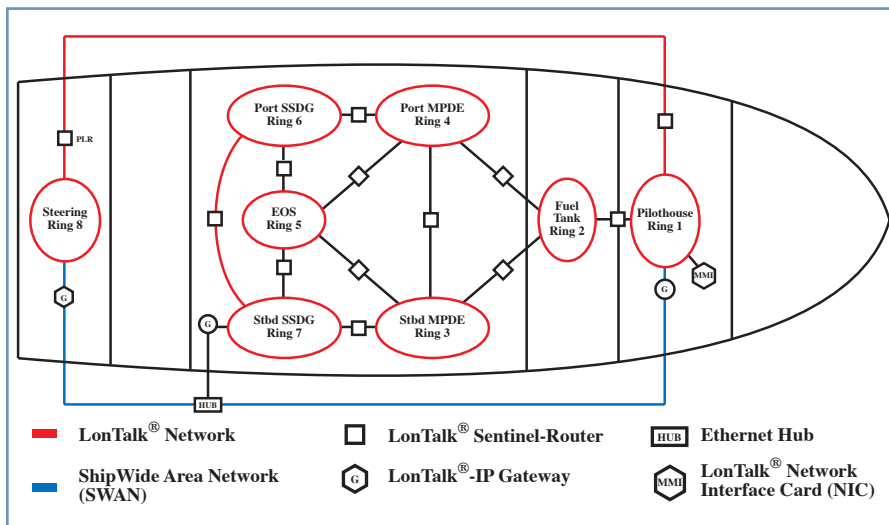 PLR
Port SSDG
Ring 6
Port MPDE
Ring 4
Steering
Ring 8
EOS
Ring 5
Fuel
Tank
Ring 2
Pilothouse
Ring 1
MMI
G
G
G
Stbd SSDG
Ring 7
Stbd MPDE
Ring 3
HUB
LonTalk® Network
LonTalk® Sentinel-Router
HUB
Ethernet Hub
ShipWide Area Network
(SWAN)
G
LonTalk®-IP Gateway
MMI
LonTalk® Network
Interface Card (NIC)